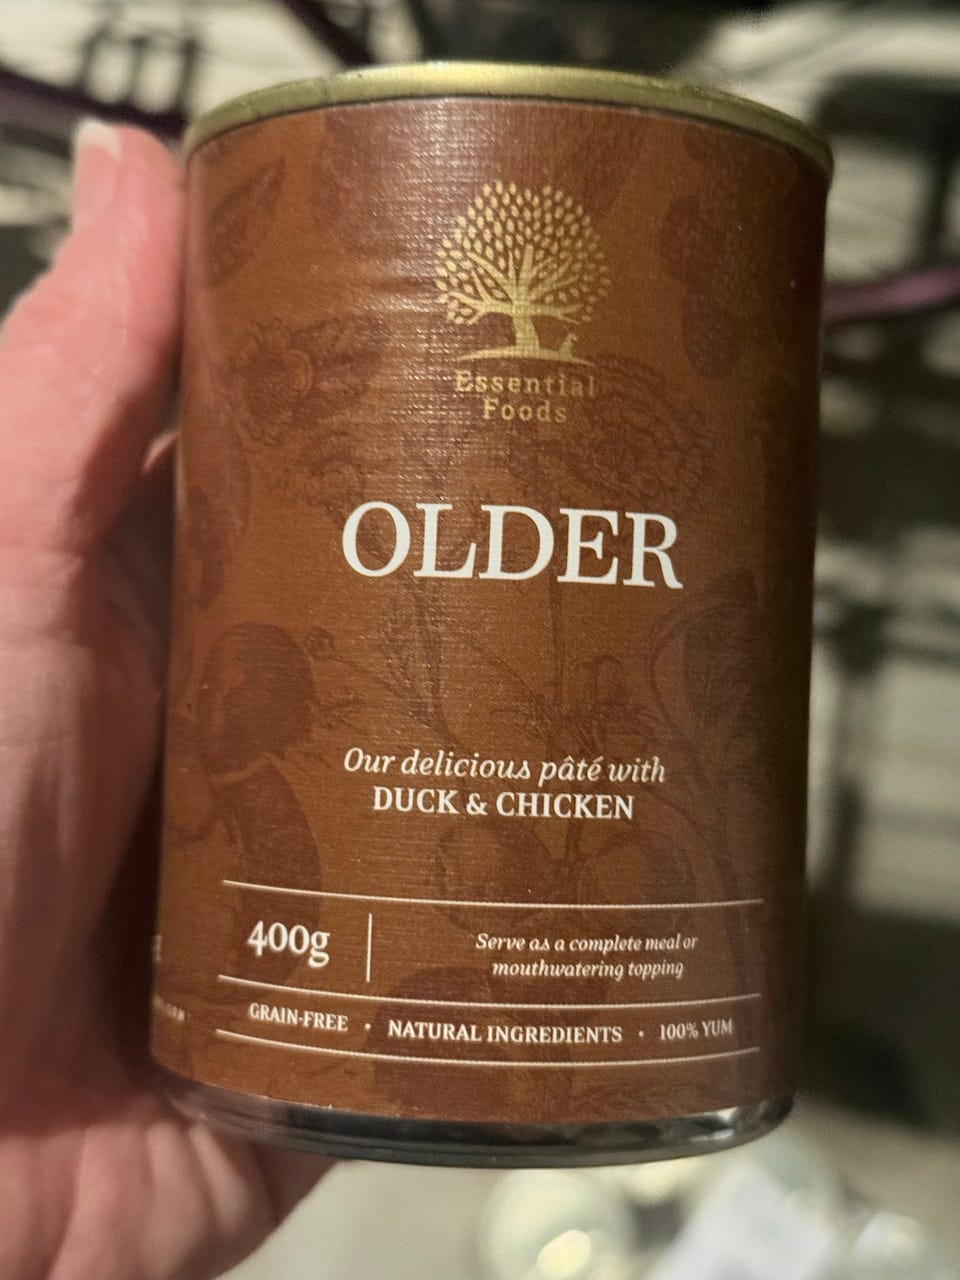 Essential
Foods
OLDER
Our delicious pâté with
DUCK & CHICKEN
400g
Serve as a complete meal or
mouthwatering topping
GRAIN-FREE · NATURAL INGREDIENTS · 100% YUM